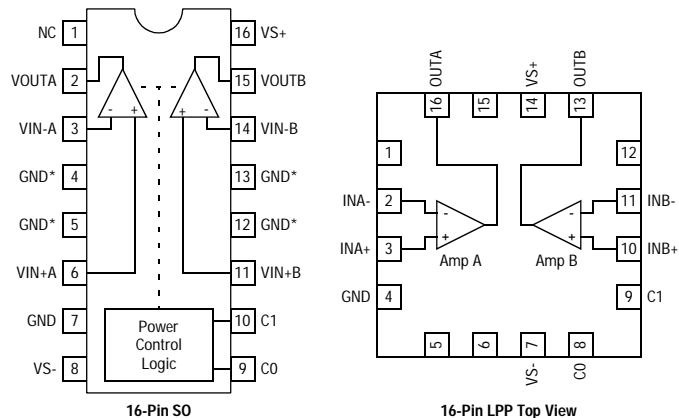 NC 1
16 VS+
VOUTA 2
15 VOUTB
- +
+ -
VIN-A 3
14 VIN-B
GND* 4
13 GND*
GND* 5
12 GND*
VIN+A 6
11 VIN+B
GND 7
10 C1
Power
Control
Logic
VS- 8
9 C0
16-Pin SO
OUTA
VS+
OUTB
16 15 14 13
1
12
INA- 2
-
-
11 INB-
INA+ 3
+
+
10 INB+
Amp A
Amp B
GND 4
9 C1
5 6 7 8
VS-
C0
16-Pin LPP Top View